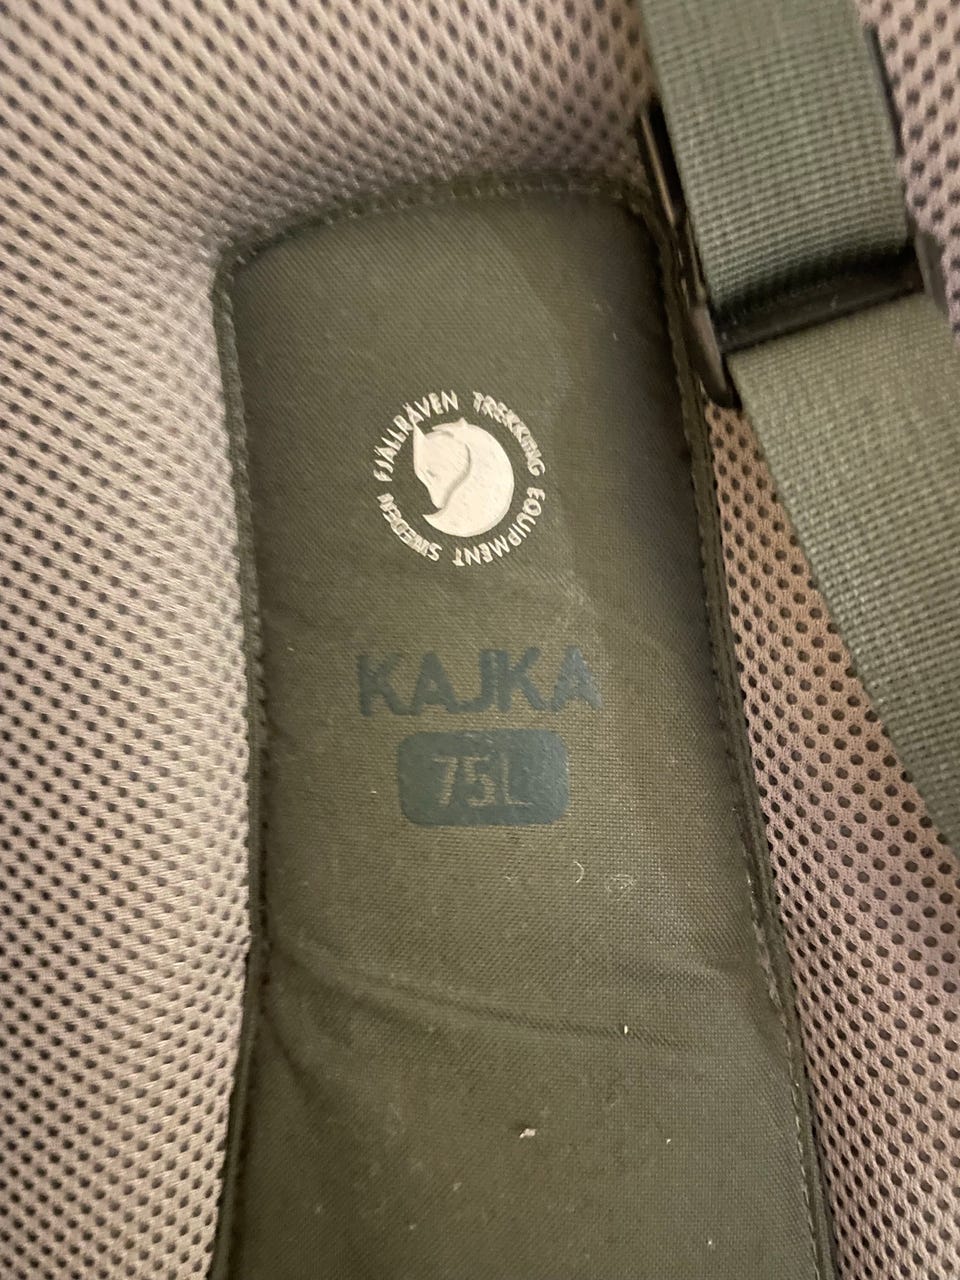 FJÄLLRÄVEN TREKKING EQUIPMENT SWEDEN
KAJKA
75L